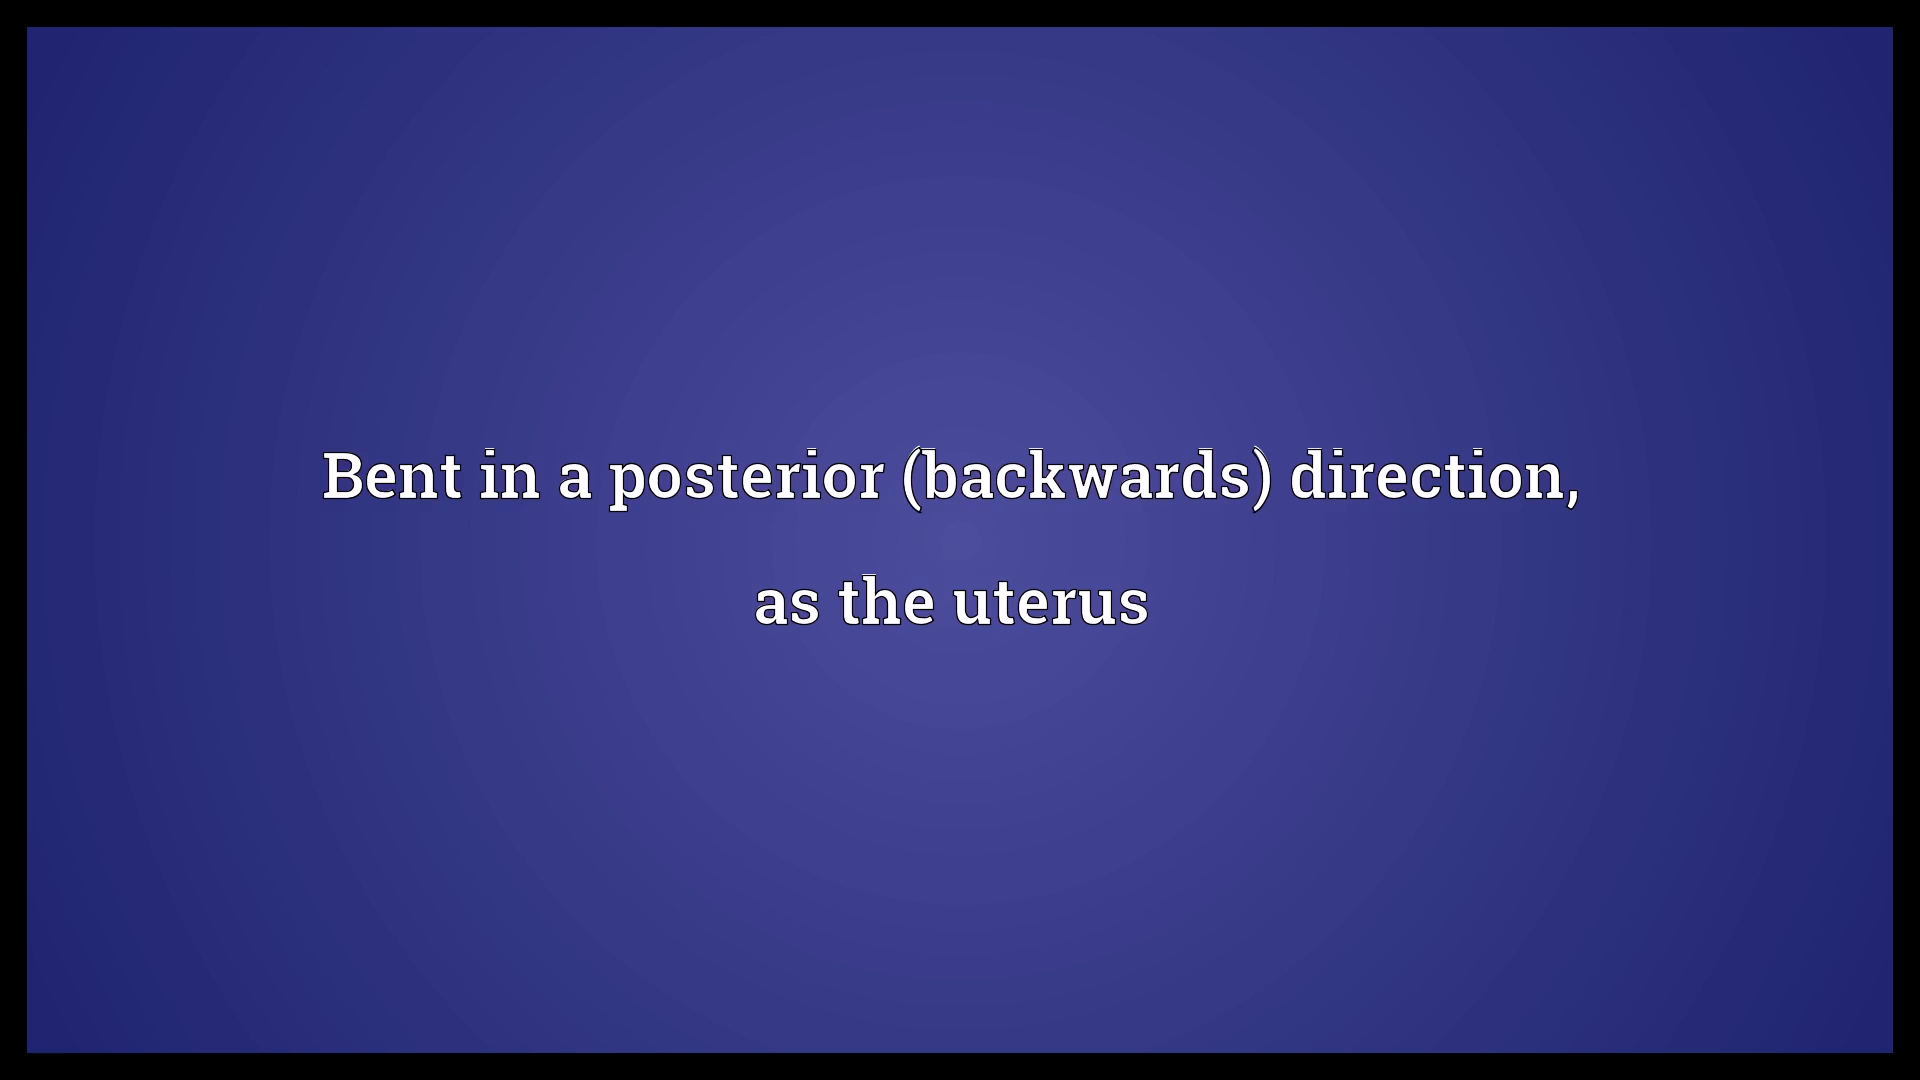 Bent in a posterior (backwards) direction,
as the uterus